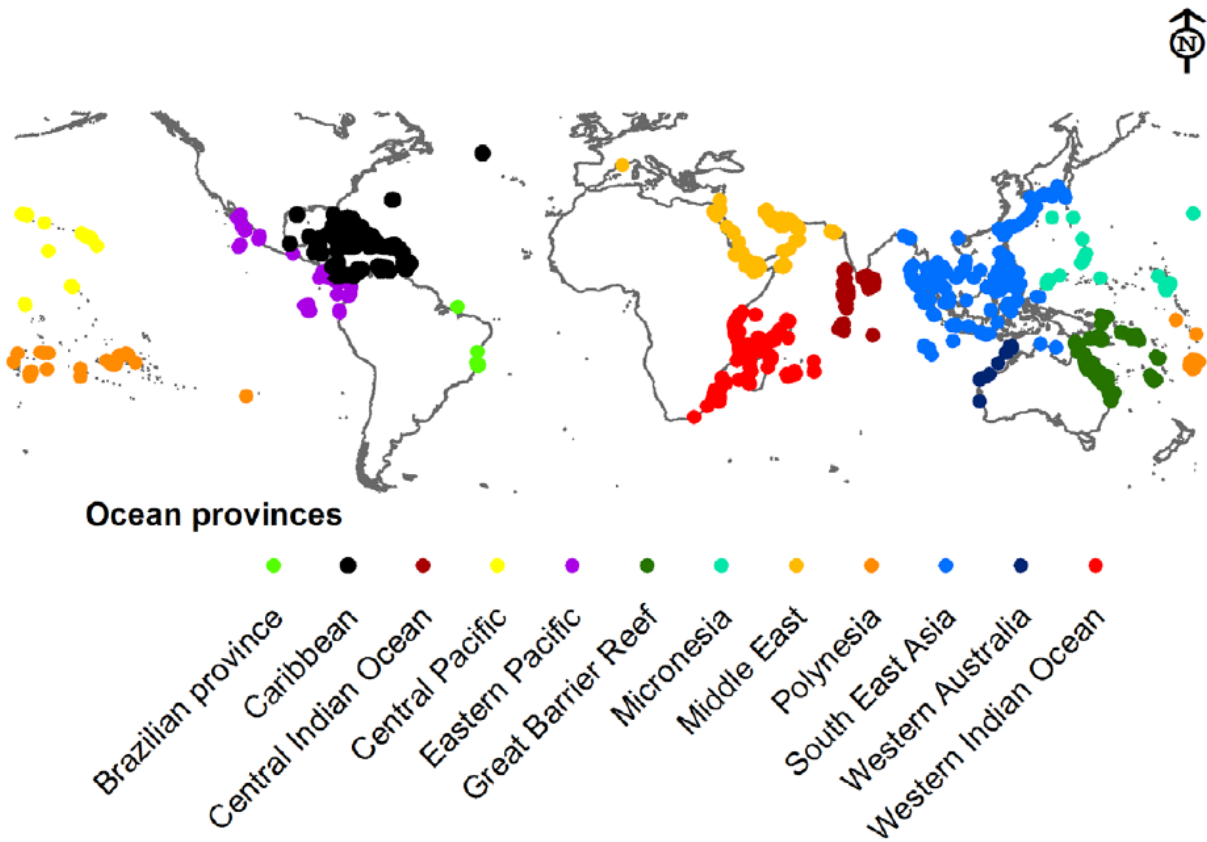 N
Ocean provinces
Brazilian province
Caribbean
Central Indian Ocean
Central Pacific
Eastern Pacific
Great Barrier Reef
Micronesia
Middle East
Polynesia
South East Asia
Western Australia
Western Indian Ocean